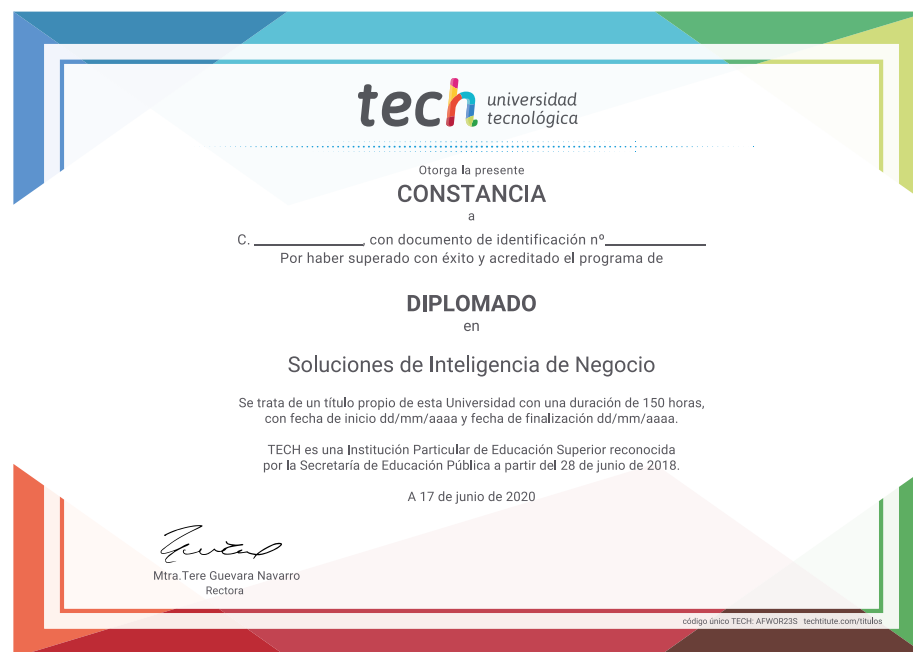 tech universidad
tecnológica
Otorga la presente
CONSTANCIA
a
C. ____________, con documento de identificación nº____________
Por haber superado con éxito y acreditado el programa de
DIPLOMADO
en
Soluciones de Inteligencia de Negocio
Se trata de un título propio de esta Universidad con una duración de 150 horas,
con fecha de inicio dd/mm/aaaa y fecha de finalización dd/mm/aaaa.
TECH es una Institución Particular de Educación Superior reconocida
por la Secretaría de Educación Pública a partir del 28 de junio de 2018.
A 17 de junio de 2020
Mtra.Tere Guevara Navarro
Rectora
código único TECH: AFWOR23S techtitute.com/titulos